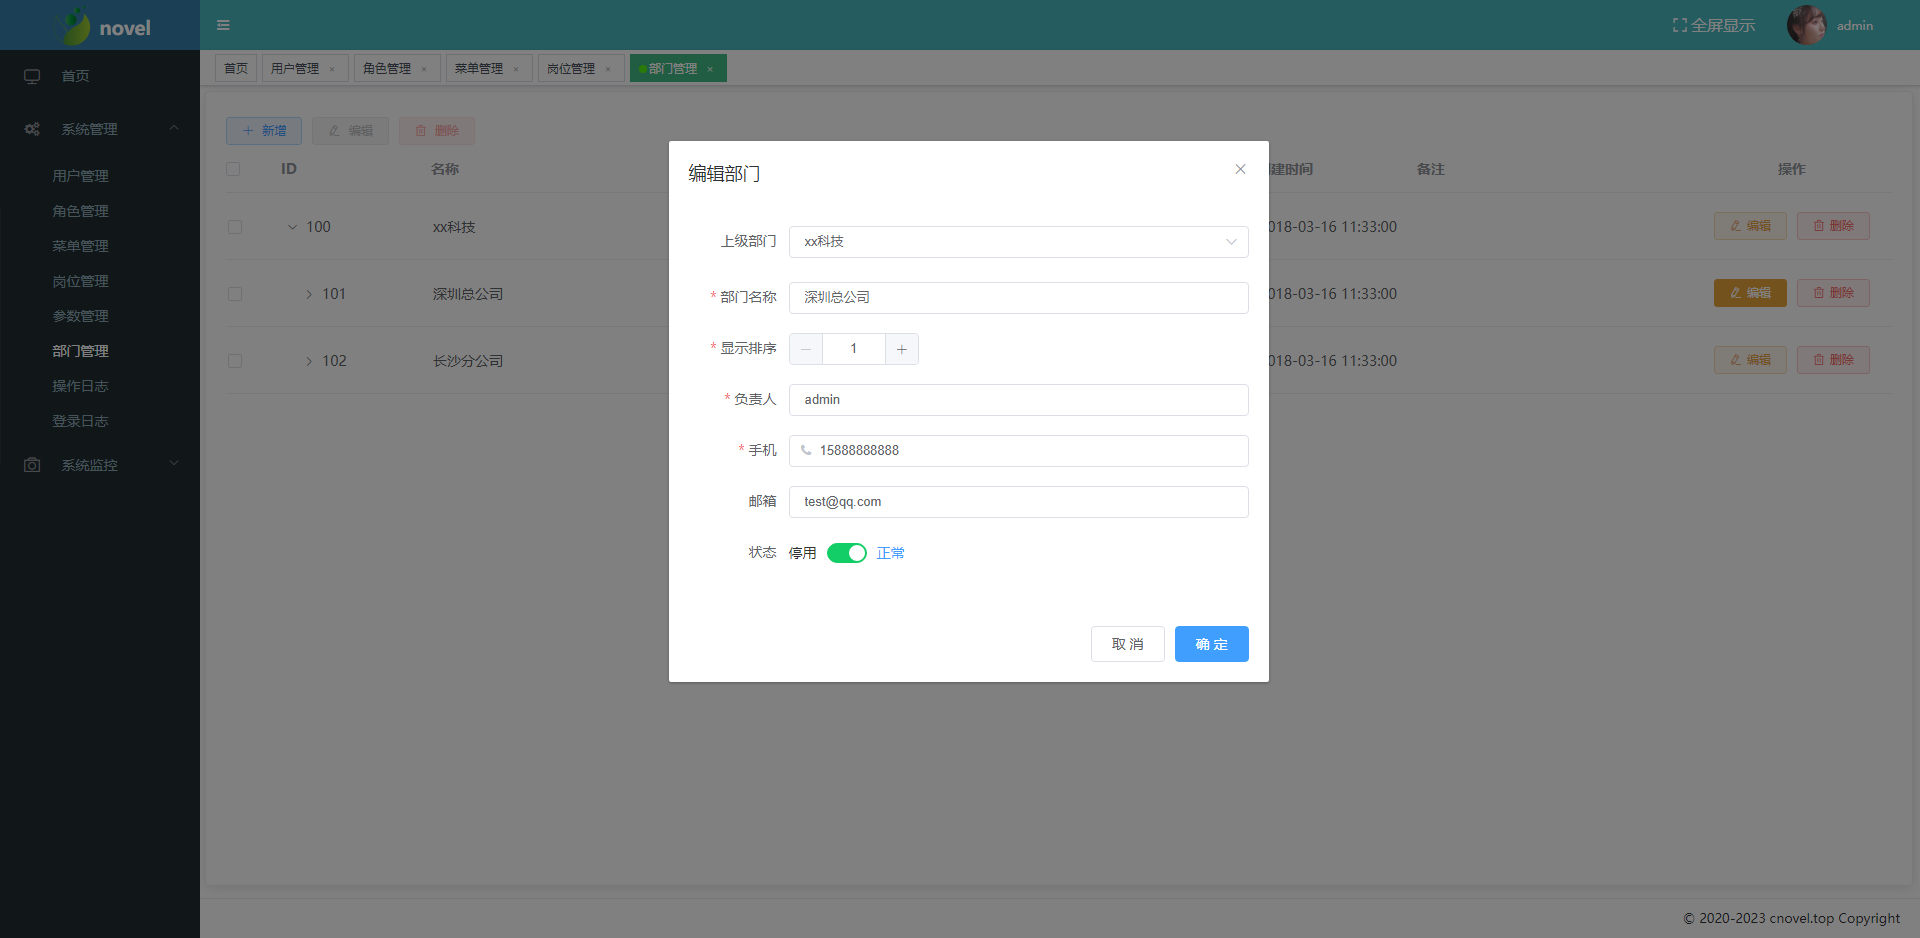 novel
全屏显示
admin
首页
系统管理
用户管理
角色管理
菜单管理
岗位管理
参数管理
部门管理
操作日志
登录日志
系统监控
首页 用户管理 × 角色管理 × 菜单管理 × 岗位管理 × 部门管理 ×
+ 新增 编辑 删除
ID 名称 建时间 备注 操作
100 xx科技 018-03-16 11:33:00 编辑 删除
101 深圳总公司 018-03-16 11:33:00 编辑 删除
102 长沙分公司 018-03-16 11:33:00 编辑 删除
编辑部门
上级部门 xx科技
* 部门名称 深圳总公司
* 显示排序 − 1 +
* 负责人 admin
* 手机 15888888888
邮箱 test@qq.com
状态 停用 正常
取 消 确 定
© 2020-2023 cnovel.top Copyright